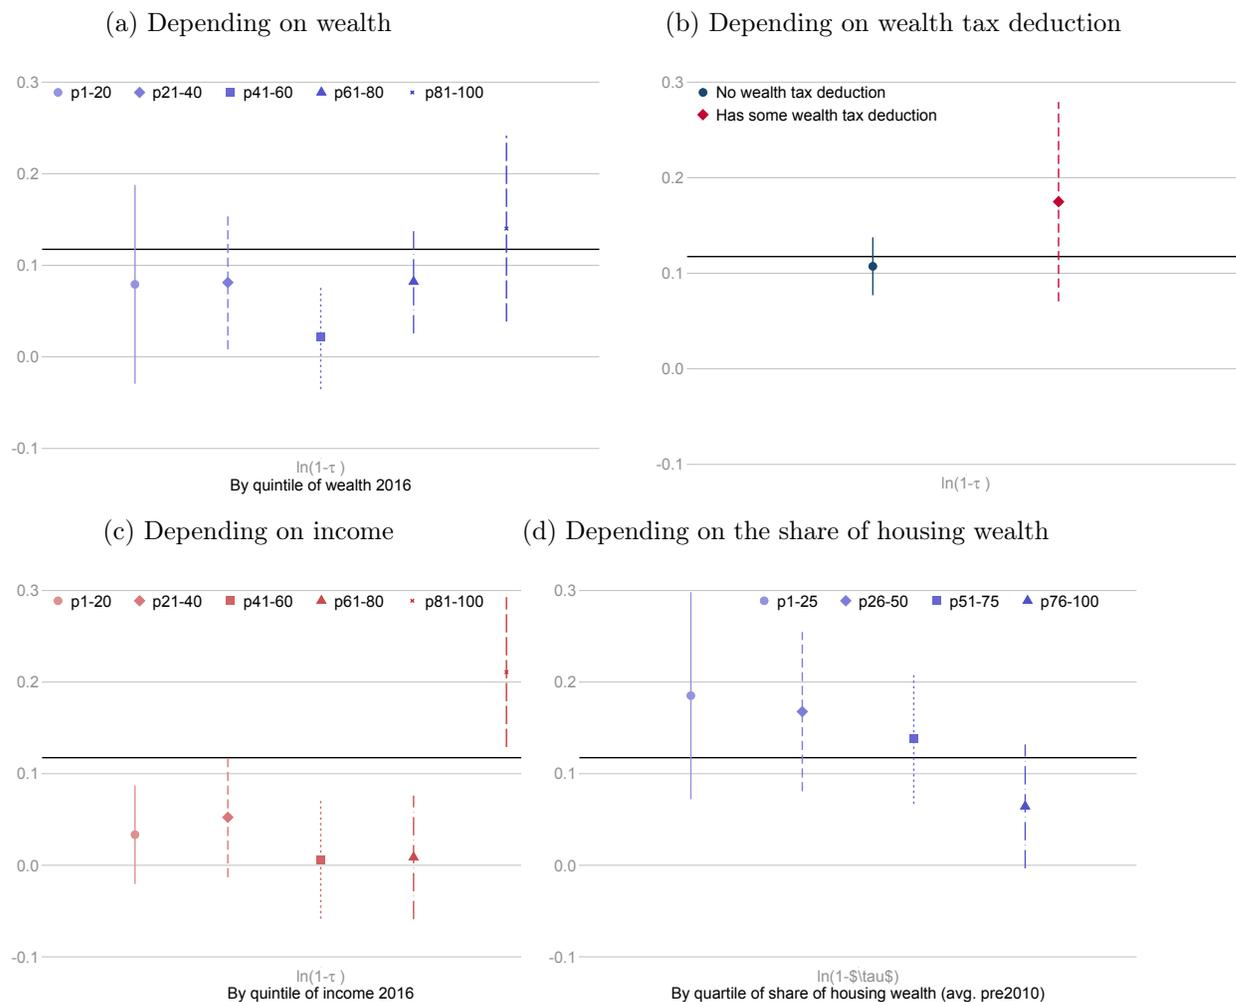 (a) Depending on wealth
0.3
p1-20 p21-40 p41-60 p61-80 p81-100
0.2
0.1
0.0
-0.1
ln(1-τ )
By quintile of wealth 2016
(b) Depending on wealth tax deduction
0.3
No wealth tax deduction
Has some wealth tax deduction
0.2
0.1
0.0
-0.1
ln(1-τ )
(c) Depending on income
0.3
p1-20 p21-40 p41-60 p61-80 p81-100
0.2
0.1
0.0
-0.1
ln(1-τ )
By quintile of income 2016
(d) Depending on the share of housing wealth
0.3
p1-25 p26-50 p51-75 p76-100
0.2
0.1
0.0
-0.1
ln(1-$\tau$)
By quartile of share of housing wealth (avg. pre2010)